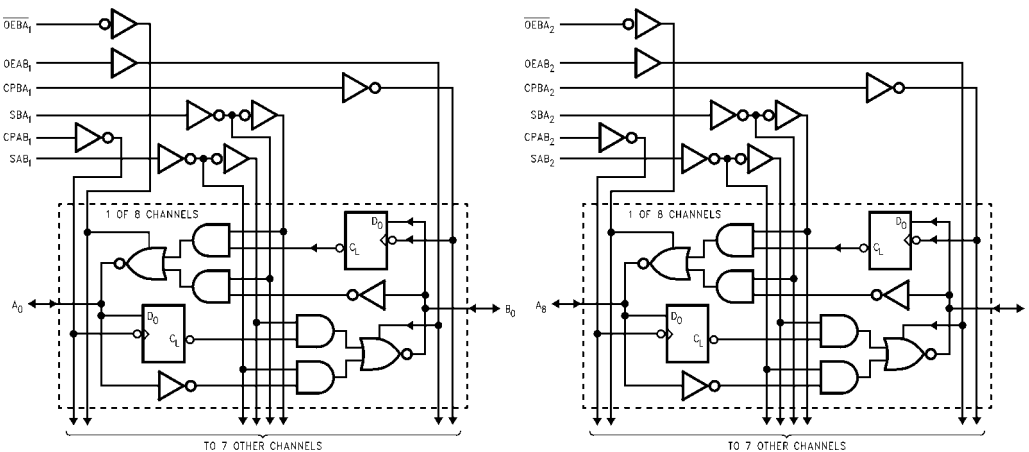 OEBA1
OEAB1
CPBA1
SBA1
CPAB1
SAB1
1 OF 8 CHANNELS
D0
CL
A0
D0
CL
B0
TO 7 OTHER CHANNELS
OEBA2
OEAB2
CPBA2
SBA2
CPAB2
SAB2
1 OF 8 CHANNELS
D0
CL
A8
D0
CL
TO 7 OTHER CHANNELS